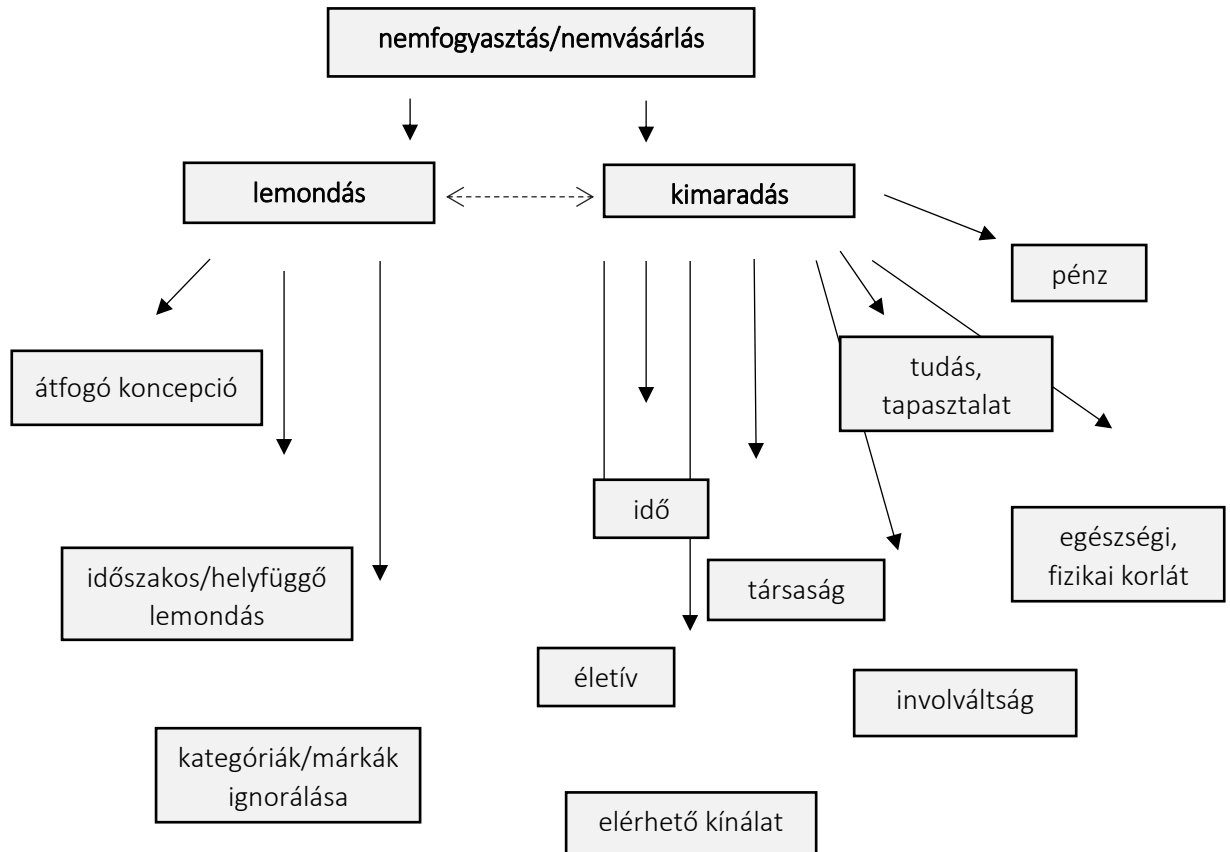 nemfogyasztás/nemvásárlás
lemondás
kimaradás
pénz
átfogó koncepció
tudás,
tapasztalat
idő
egészségi,
fizikai korlát
időszakos/helyfüggő
lemondás
társaság
életív
involváltság
kategóriák/márkák
ignorálása
elérhető kínálat